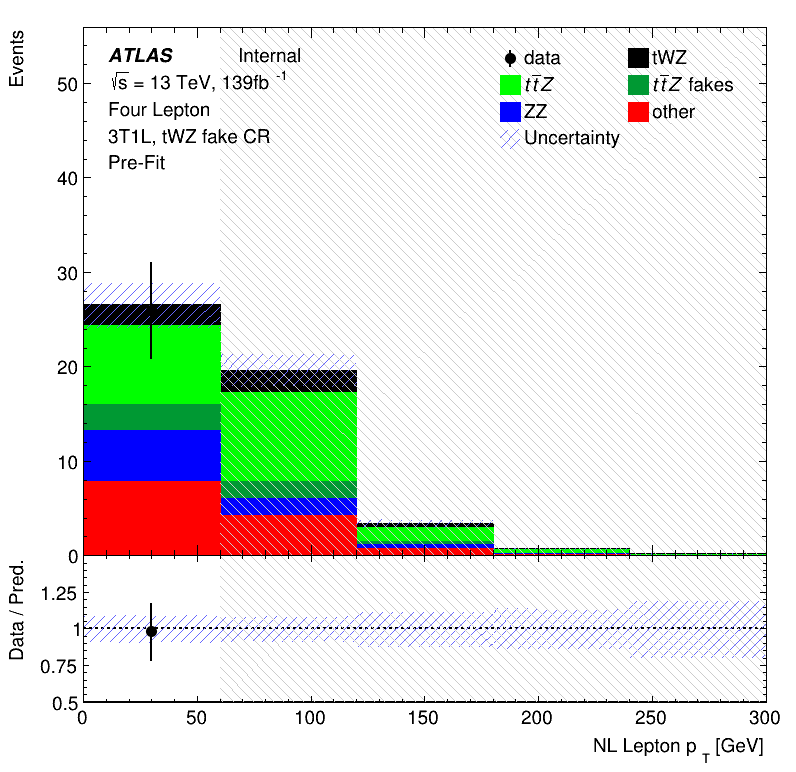 Events
ATLAS Internal
√s = 13 TeV, 139fb⁻¹
Four Lepton
3T1L, tWZ fake CR
Pre-Fit
data tWZ
tt̄Z tt̄Z fakes
ZZ other
Uncertainty
50
40
30
20
10
0
Data / Pred.
1.25
1
0.75
0.5
0 50 100 150 200 250 300
NL Lepton p_T [GeV]